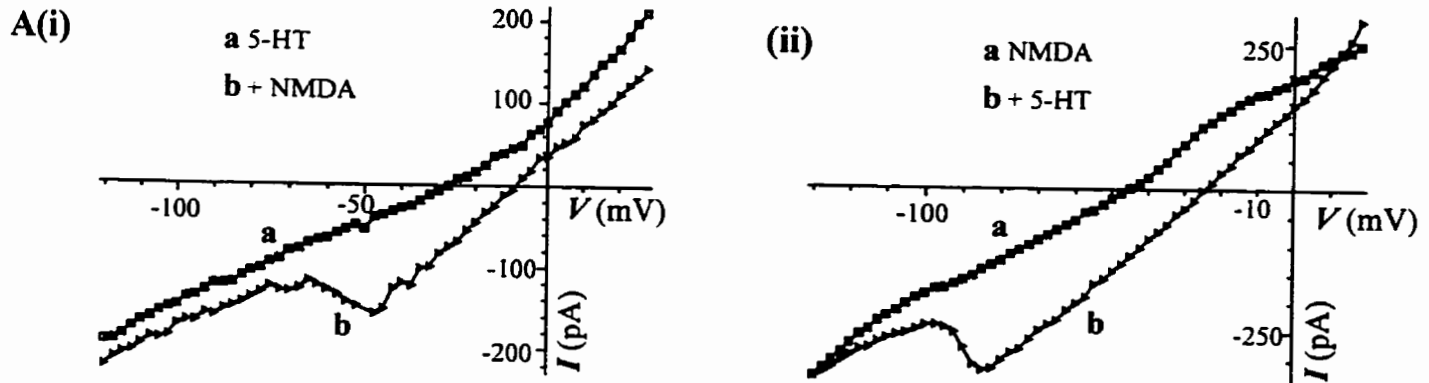 A(i)
a 5-HT
b + NMDA
200
100
-100
-50
V (mV)
a
-100
b
-200
I (pA)
(ii)
a NMDA
b + 5-HT
250
-100
-10
V (mV)
a
b
-250
I (pA)